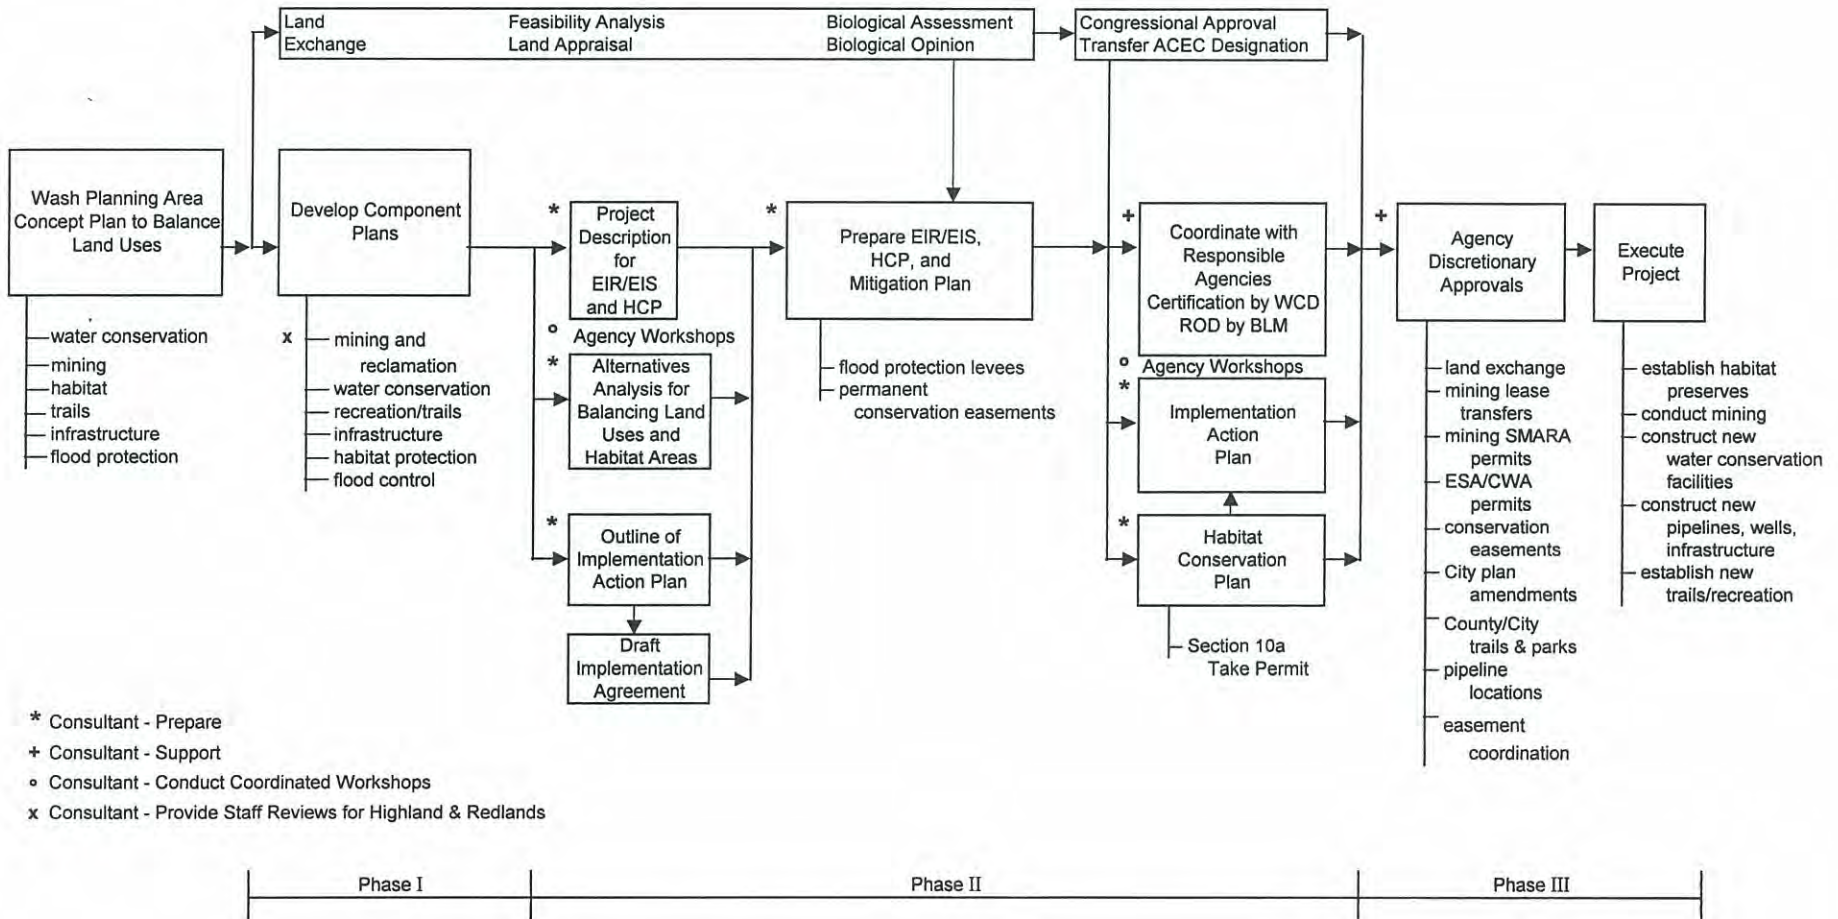 Land
Exchange
Feasibility Analysis
Land Appraisal
Biological Assessment
Biological Opinion
Congressional Approval
Transfer ACEC Designation
Wash Planning Area
Concept Plan to Balance
Land Uses
water conservation
mining
habitat
trails
infrastructure
flood protection
Develop Component
Plans
x
mining and
reclamation
water conservation
recreation/trails
infrastructure
habitat protection
flood control
*
Project
Description
for
EIR/EIS
and HCP
° Agency Workshops
*
Alternatives
Analysis for
Balancing Land
Uses and
Habitat Areas
*
Outline of
Implementation
Action Plan
Draft
Implementation
Agreement
*
Prepare EIR/EIS,
HCP, and
Mitigation Plan
flood protection levees
permanent
conservation easements
+
Coordinate with
Responsible
Agencies
Certification by WCD
ROD by BLM
° Agency Workshops
*
Implementation
Action
Plan
*
Habitat
Conservation
Plan
Section 10a
Take Permit
+
Agency
Discretionary
Approvals
land exchange
mining lease
transfers
mining SMARA
permits
ESA/CWA
permits
conservation
easements
City plan
amendments
County/City
trails & parks
pipeline
locations
easement
coordination
Execute
Project
establish habitat
preserves
conduct mining
construct new
water conservation
facilities
construct new
pipelines, wells,
infrastructure
establish new
trails/recreation
* Consultant - Prepare
+ Consultant - Support
° Consultant - Conduct Coordinated Workshops
x Consultant - Provide Staff Reviews for Highland & Redlands
Phase I
Phase II
Phase III